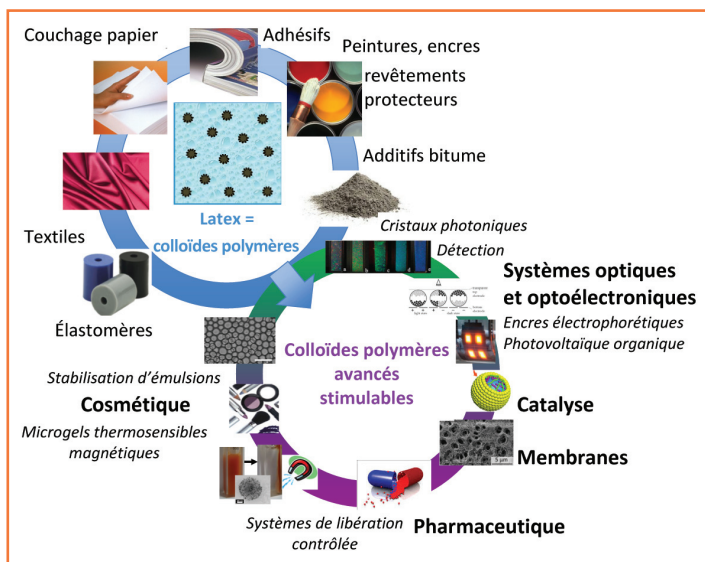 Couchage papier
Adhésifs
Peintures, encres
revêtements
protecteurs
Additifs bitume
Latex =
colloïdes polymères
Textiles
Élastomères
Cristaux photoniques
Détection
a b c d e
Systèmes optiques
et optoélectroniques
Encres électrophorétiques
Photovoltaïque organique
Colloïdes polymères
avancés
stimulables
Stabilisation d'émulsions
Cosmétique
Microgels thermosensibles
magnétiques
Catalyse
5 µm
Membranes
Systèmes de libération
contrôlée
Pharmaceutique